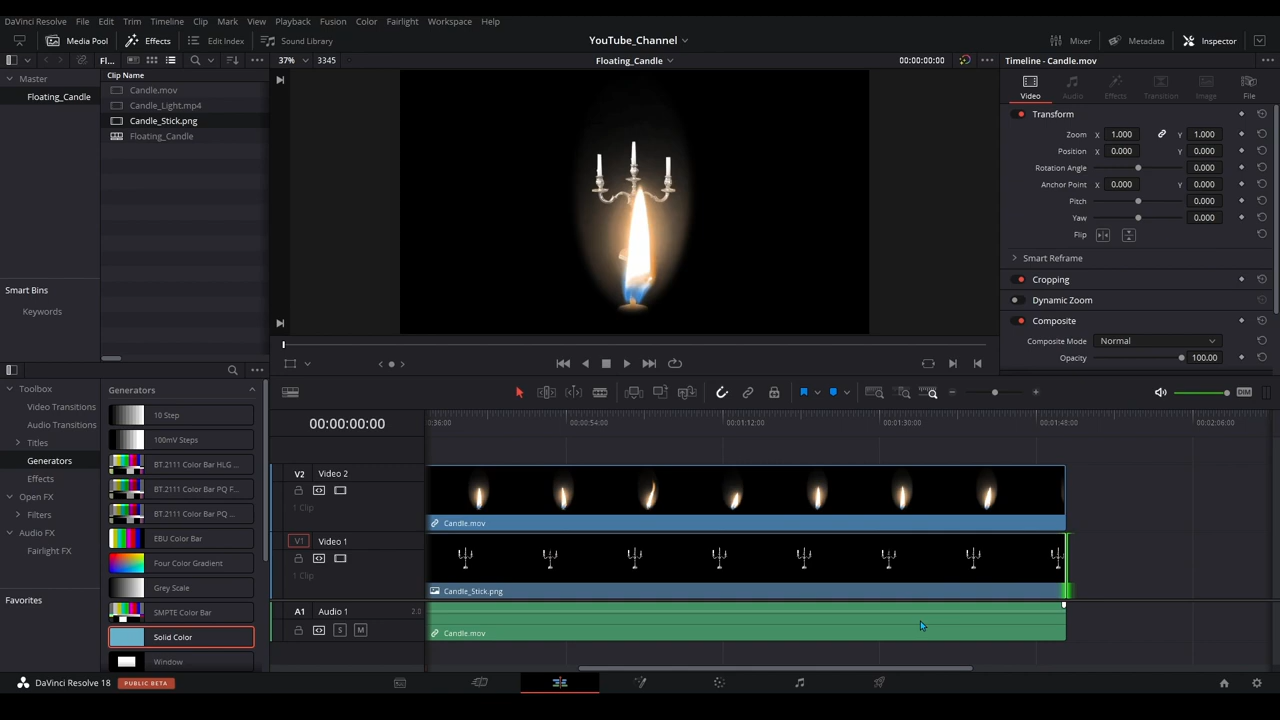 DaVinci Resolve File Edit Trim Timeline Clip Mark View Playback Fusion Color Fairlight Workspace Help
Media Pool Effects Edit Index Sound Library YouTube_Channel Mixer Metadata Inspector
Fl... 37% 3345 Floating_Candle 00:00:00:00 Timeline - Candle.mov
Master
Floating_Candle
Smart Bins
Keywords
Clip Name
Candle.mov
Candle_Light.mp4
Candle_Stick.png
Floating_Candle
Video Audio Effects Transition Image File
Transform
Zoom X 1.000 Y 1.000
Position X 0.000 Y 0.000
Rotation Angle 0.000
Anchor Point X 0.000 Y 0.000
Pitch 0.000
Yaw 0.000
Flip
Smart Reframe
Cropping
Dynamic Zoom
Composite
Composite Mode Normal
Opacity 100.00
Toolbox
Video Transitions
Audio Transitions
Titles
Generators
Effects
Open FX
Filters
Audio FX
Fairlight FX
Favorites
Generators
10 Step
100mV Steps
BT.2111 Color Bar HLG ...
BT.2111 Color Bar PQ F...
BT.2111 Color Bar PQ ...
EBU Color Bar
Four Color Gradient
Grey Scale
SMPTE Color Bar
Solid Color
Window
DIM
00:00:00:00
0:36:00 00:00:54:00 00:01:12:00 00:01:30:00 00:01:48:00 00:02:06:00
V2 Video 2
1 Clip
Candle.mov
V1 Video 1
1 Clip
Candle_Stick.png
A1 Audio 1 2.0
S M
Candle.mov
DaVinci Resolve 18 PUBLIC BETA